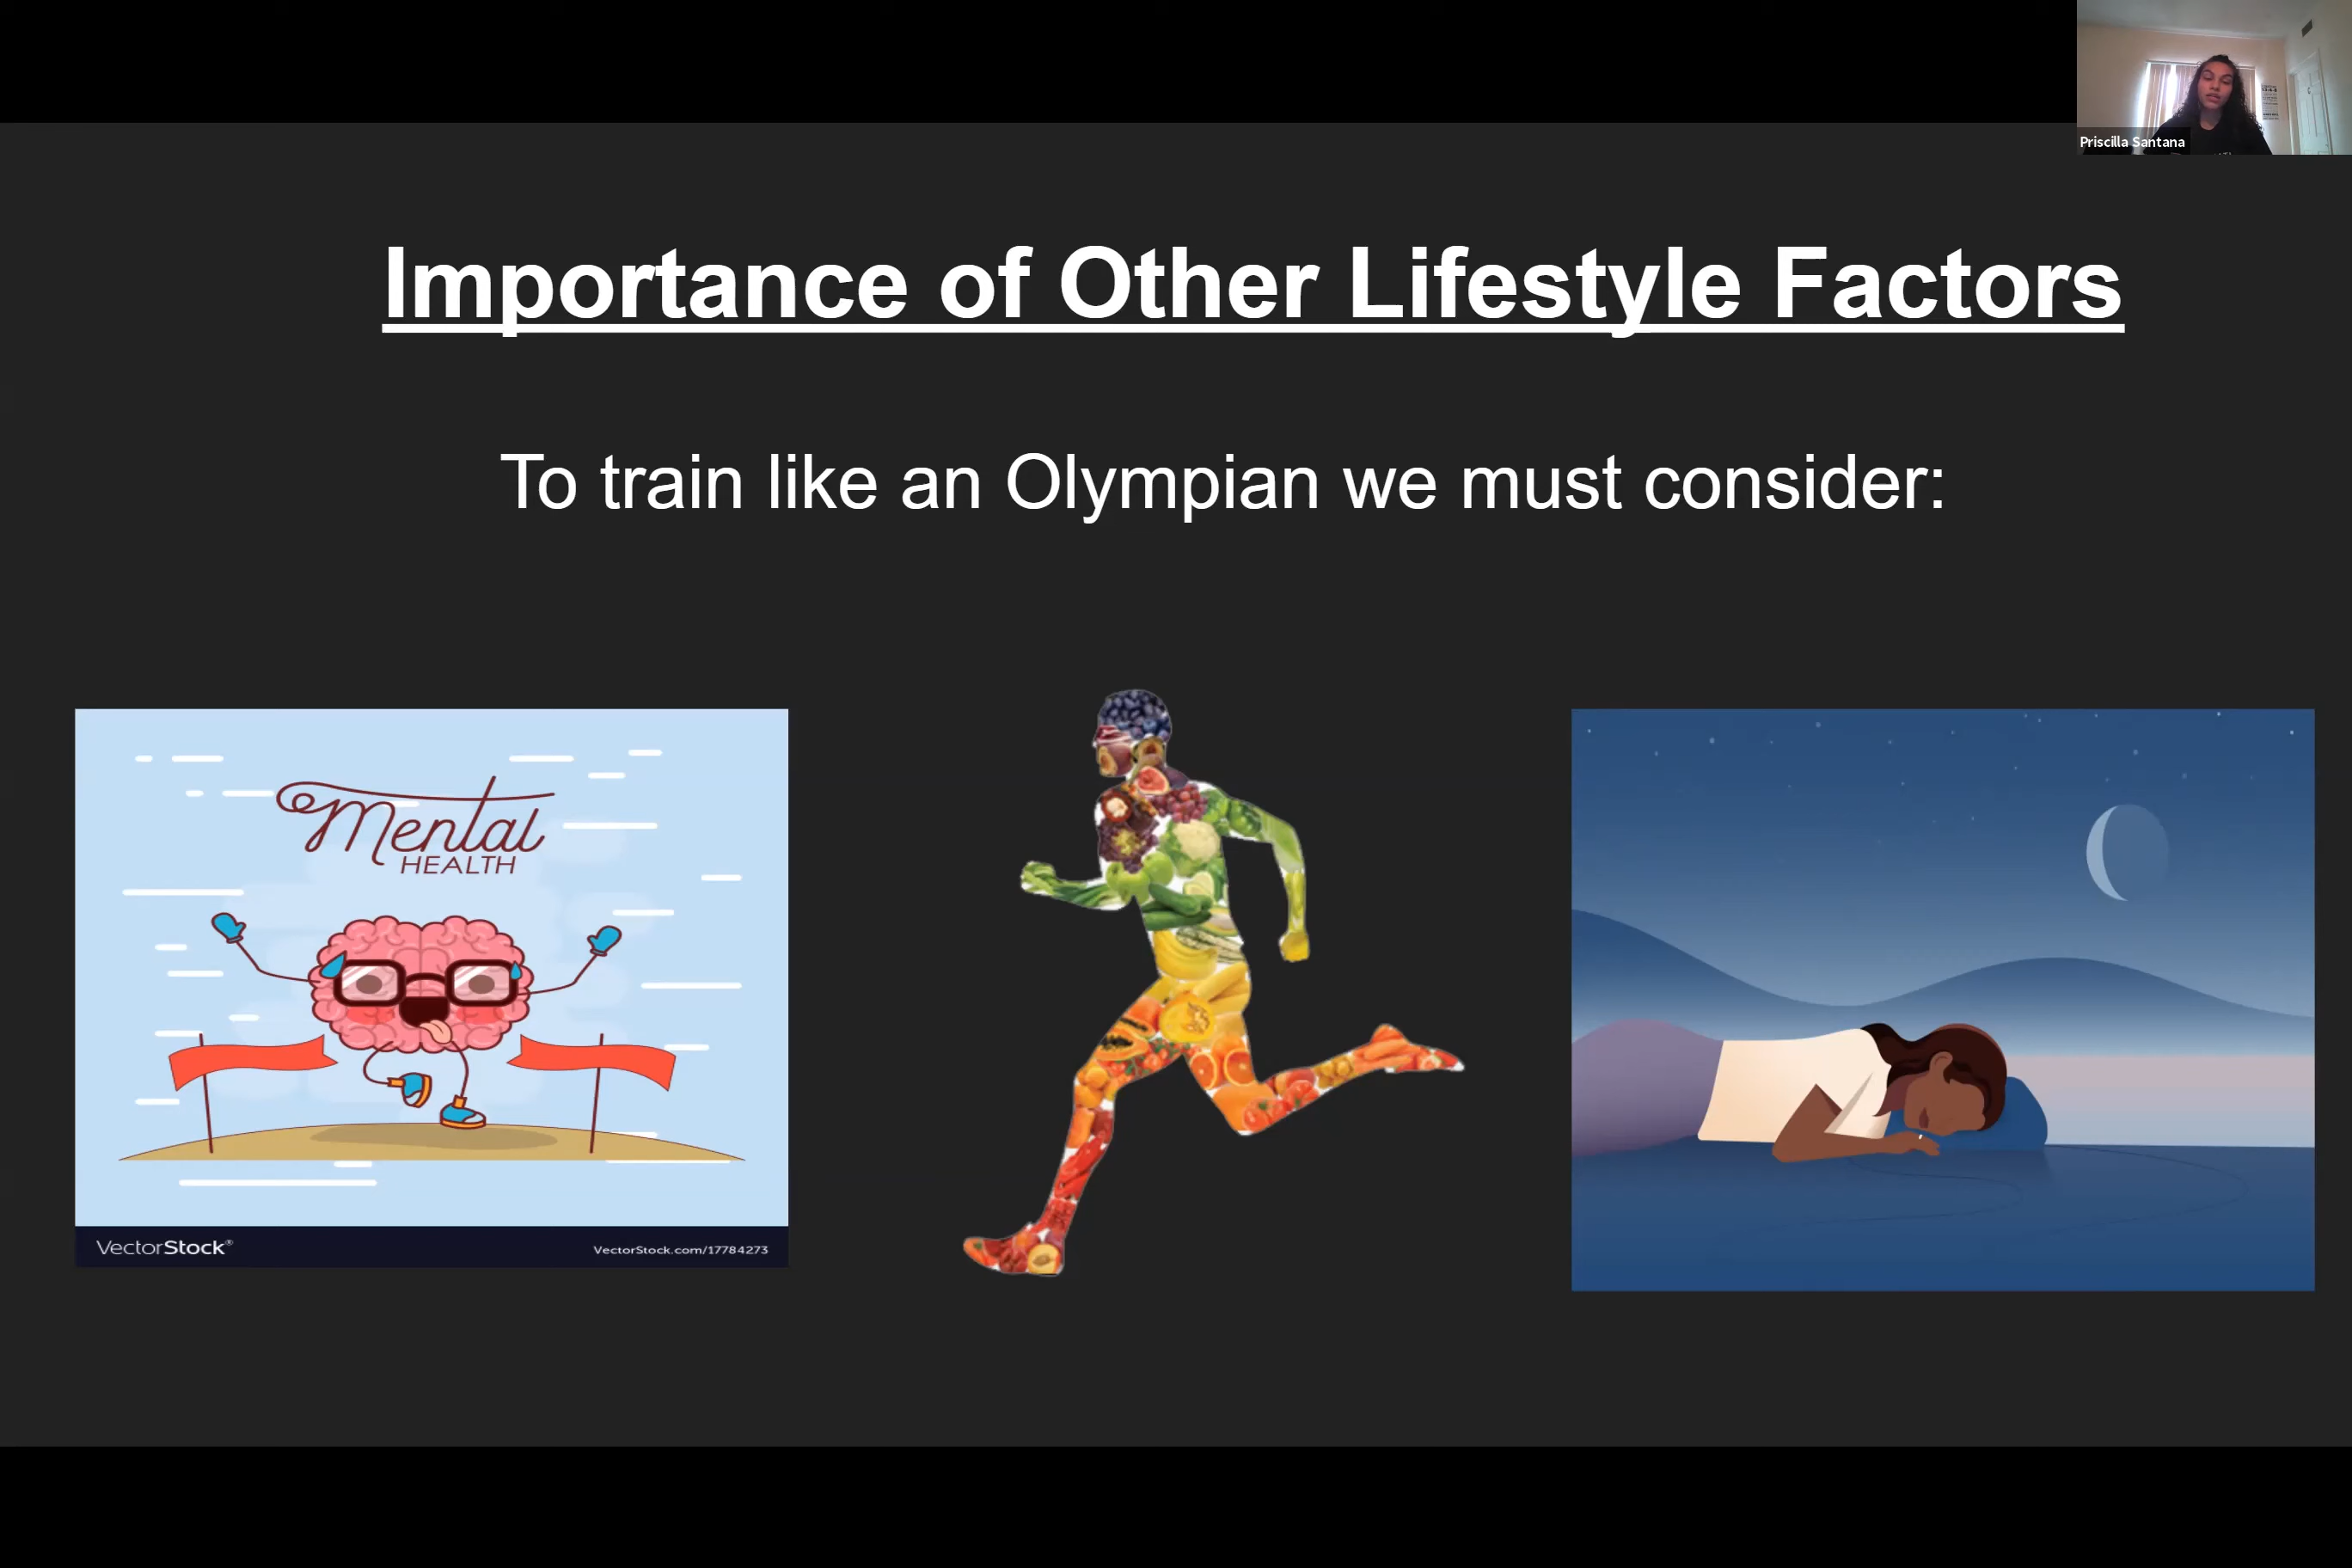 Priscilla Santana
Importance of Other Lifestyle Factors
To train like an Olympian we must consider:
Mental
HEALTH
VectorStock®
VectorStock.com/17784273